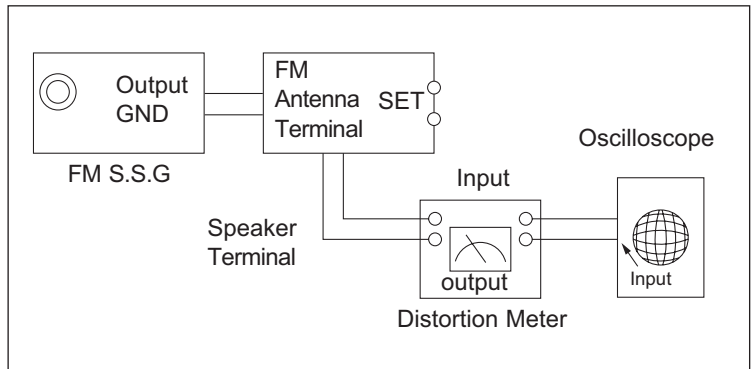 Output
GND
FM S.S.G
FM
Antenna
Terminal
SET
Speaker
Terminal
Input
output
Distortion Meter
Oscilloscope
Input